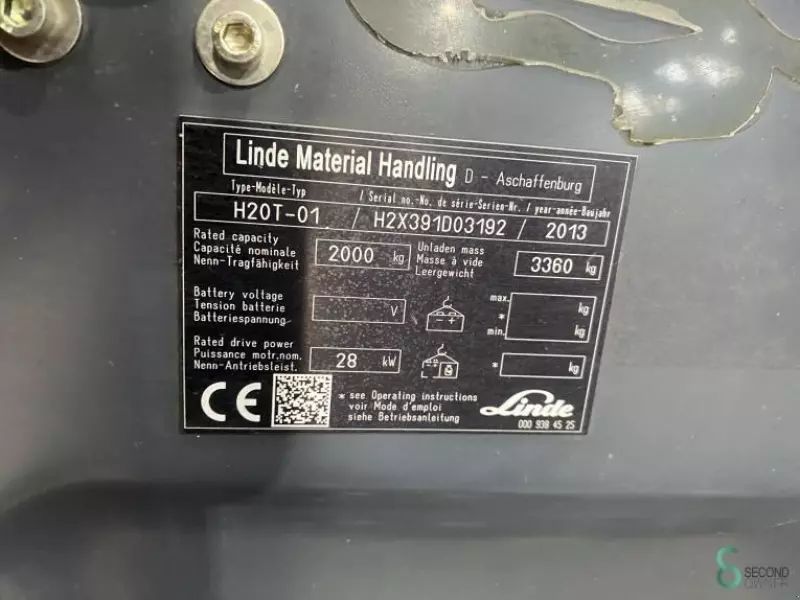 Linde Material Handling D - Aschaffenburg
Type-Modèle-Typ / Serial no.-No. de série-Serien-Nr. / year-année-Baujahr
H20T-01 / H2X391D03192 / 2013
Rated capacity
Capacité nominale
Nenn-Tragfähigkeit
2000 kg
Unladen mass
Masse à vide
Leergewicht
3360 kg
Battery voltage
Tension batterie
Batteriespannung
V
max. kg
*
min. kg
Rated drive power
Puissance motr.nom.
Nenn-Antriebsleist.
28 kW
* kg
CE
* see Operating instructions
voir Mode d'emploi
siehe Betriebsanleitung
Linde
000 938 45 25
SECOND
OWNER